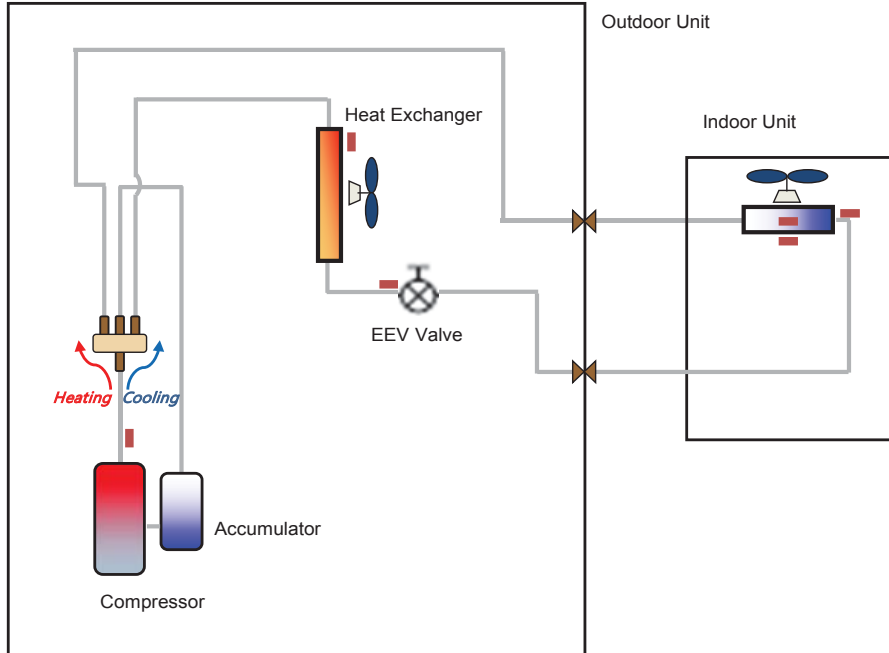 Outdoor Unit
Heat Exchanger
Indoor Unit
EEV Valve
Heating
Cooling
Accumulator
Compressor